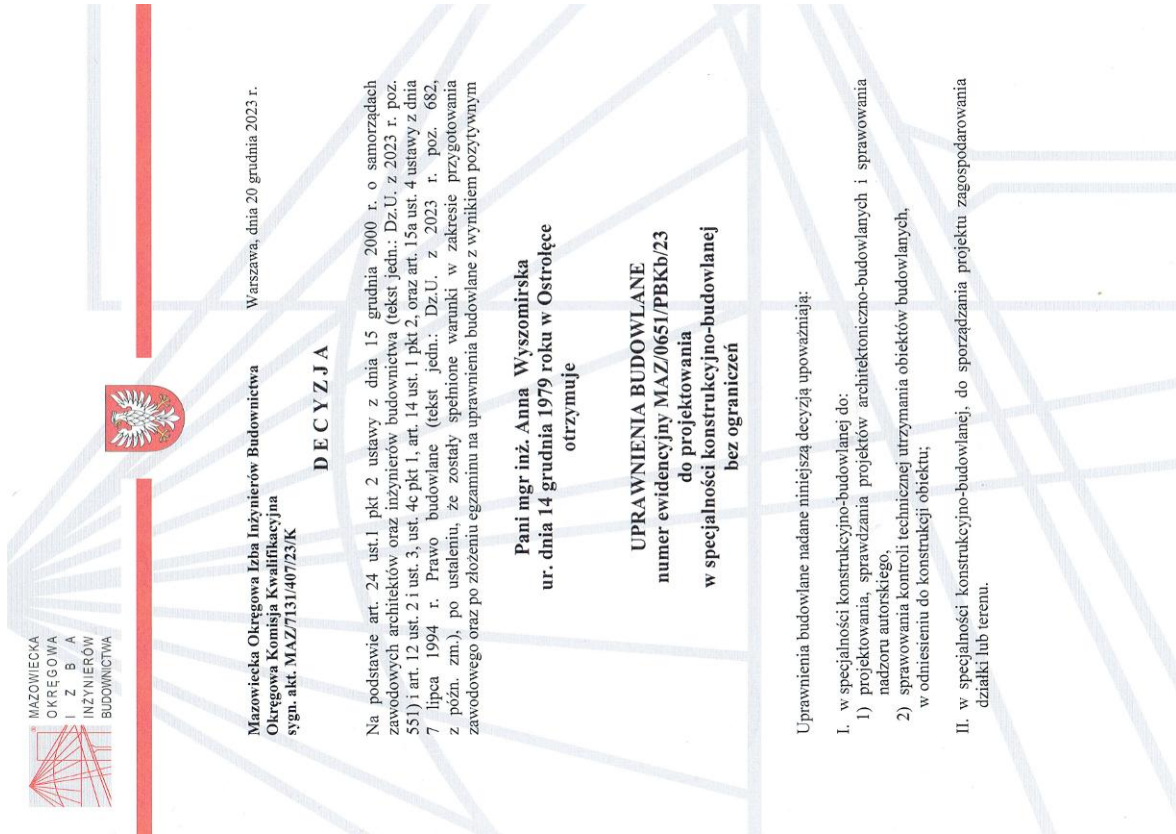 MAZOWIECKA
OKRĘGOWA
I Z B A
INŻYNIERÓW
BUDOWNICTWA
Mazowiecka Okręgowa Izba Inżynierów Budownictwa
Okręgowa Komisja Kwalifikacyjna
sygn. akt. MAZ/7131/407/23/K
Warszawa, dnia 20 grudnia 2023 r.
D E C Y Z J A
Na podstawie art. 24 ust.1 pkt 2 ustawy z dnia 15 grudnia 2000 r. o samorządach
zawodowych architektów oraz inżynierów budownictwa (tekst jedn.: Dz.U. z 2023 r. poz.
551) i art. 12 ust. 2 i ust. 3, ust. 4c pkt 1, art. 14 ust. 1 pkt 2, oraz art. 15a ust. 4 ustawy z dnia
7 lipca 1994 r. Prawo budowlane (tekst jedn.: Dz.U. z 2023 r. poz. 682,
z późn. zm.), po ustaleniu, że zostały spełnione warunki w zakresie przygotowania
zawodowego oraz po złożeniu egzaminu na uprawnienia budowlane z wynikiem pozytywnym
Pani mgr inż. Anna Wyszomirska
ur. dnia 14 grudnia 1979 roku w Ostrołęce
otrzymuje
UPRAWNIENIA BUDOWLANE
numer ewidencyjny MAZ/0651/PBKb/23
do projektowania
w specjalności konstrukcyjno-budowlanej
bez ograniczeń
Uprawnienia budowlane nadane niniejszą decyzją upoważniają:
I. w specjalności konstrukcyjno-budowlanej do:
1) projektowania, sprawdzania projektów architektoniczno-budowlanych i sprawowania
nadzoru autorskiego,
2) sprawowania kontroli technicznej utrzymania obiektów budowlanych,
w odniesieniu do konstrukcji obiektu;
II. w specjalności konstrukcyjno-budowlanej, do sporządzania projektu zagospodarowania
działki lub terenu.